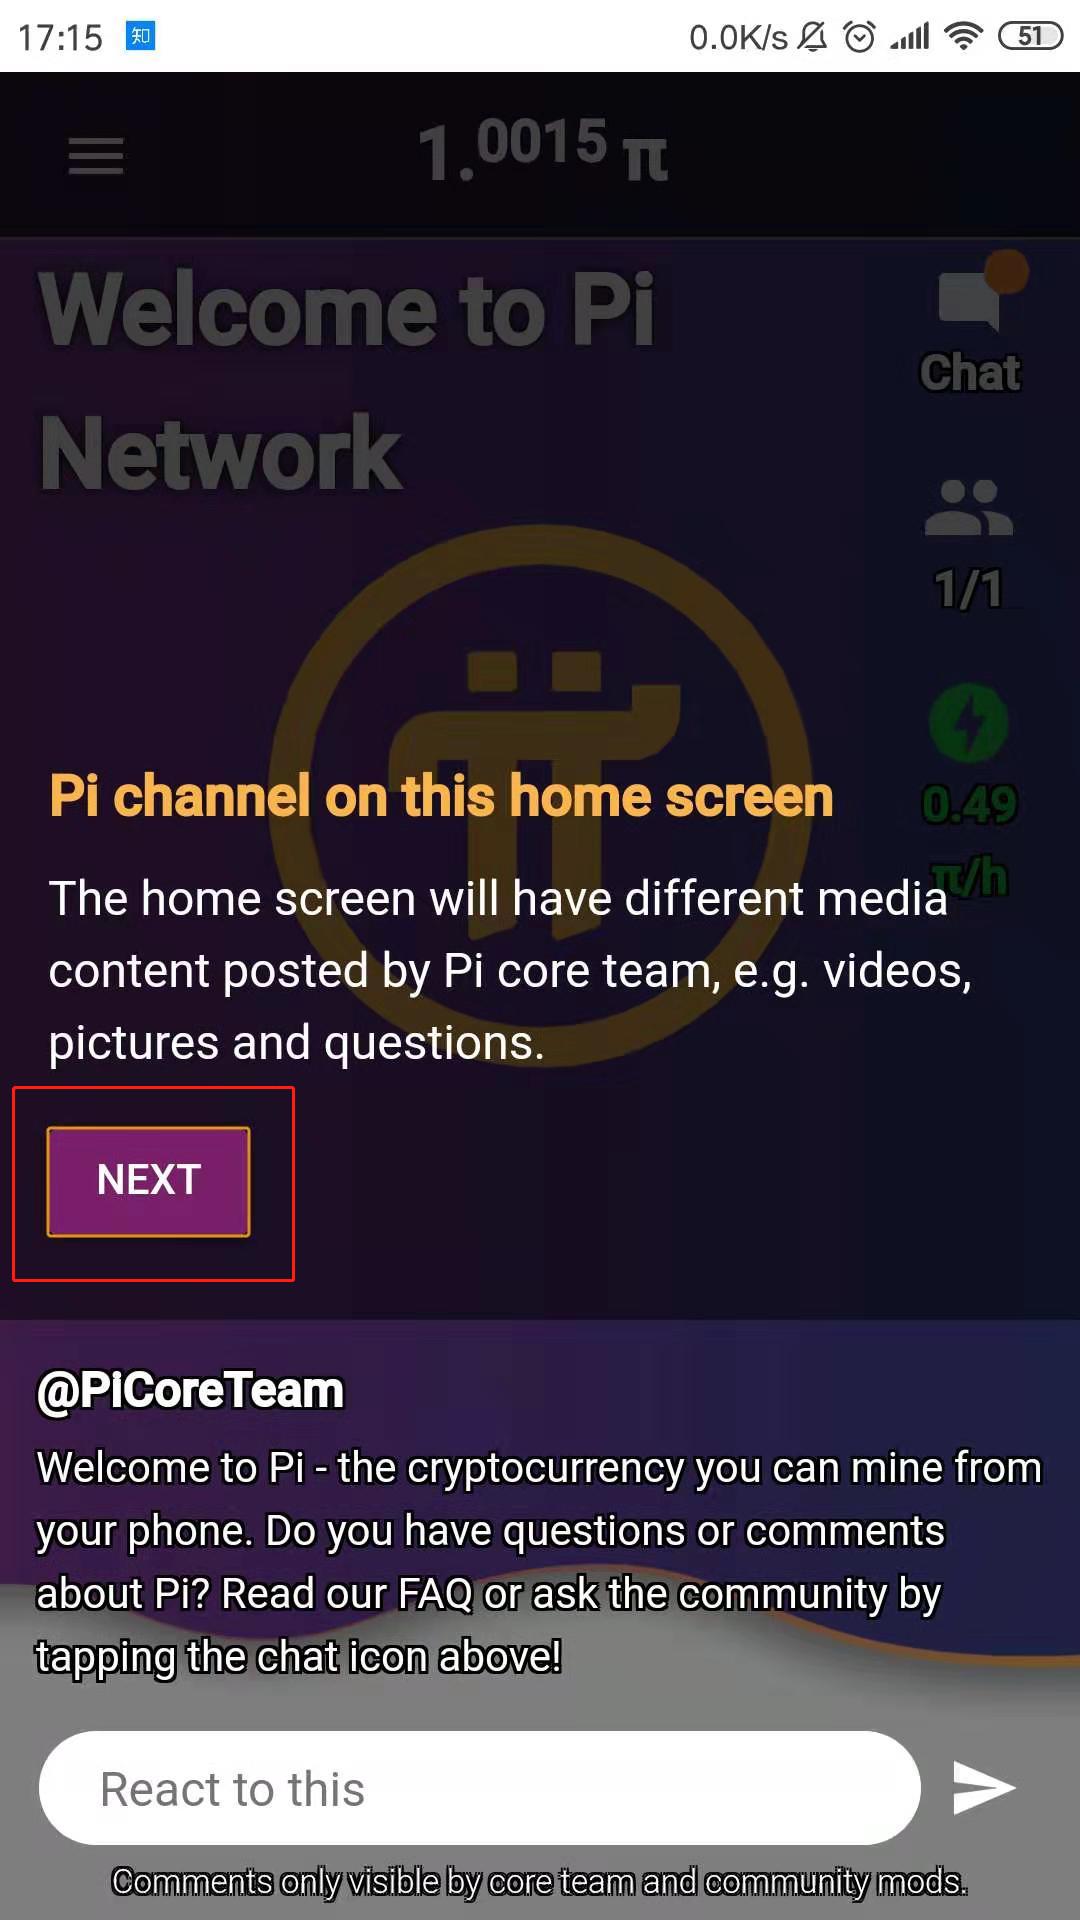 17:15 知 0.0K/s 51
1.0015 π
Welcome to Pi
Network
Chat
1/1
0.49
π/h
Pi channel on this home screen
The home screen will have different media
content posted by Pi core team, e.g. videos,
pictures and questions.
NEXT
@PiCoreTeam
Welcome to Pi - the cryptocurrency you can mine from
your phone. Do you have questions or comments
about Pi? Read our FAQ or ask the community by
tapping the chat icon above!
React to this
Comments only visible by core team and community mods.